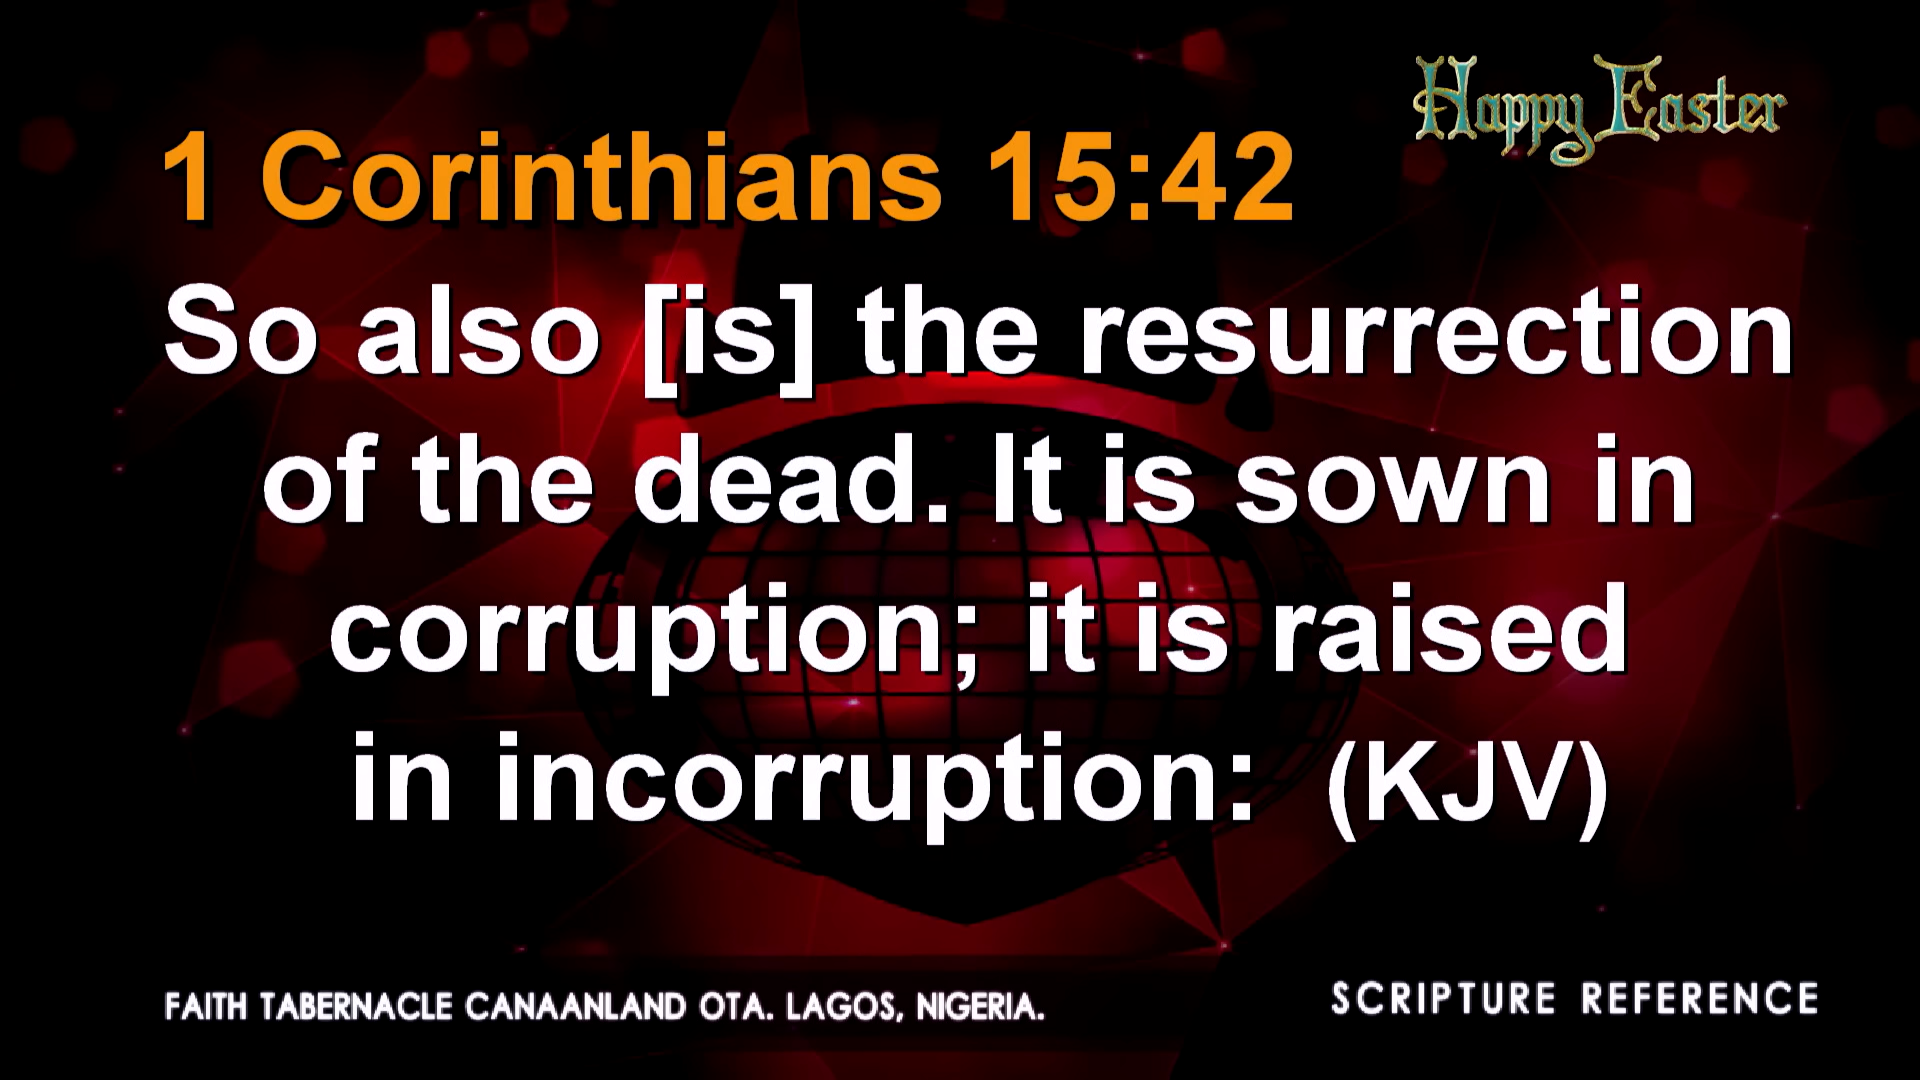 Happy Easter
1 Corinthians 15:42
So also [is] the resurrection
of the dead. It is sown in
corruption; it is raised
in incorruption: (KJV)
FAITH TABERNACLE CANAANLAND OTA. LAGOS, NIGERIA.
SCRIPTURE REFERENCE